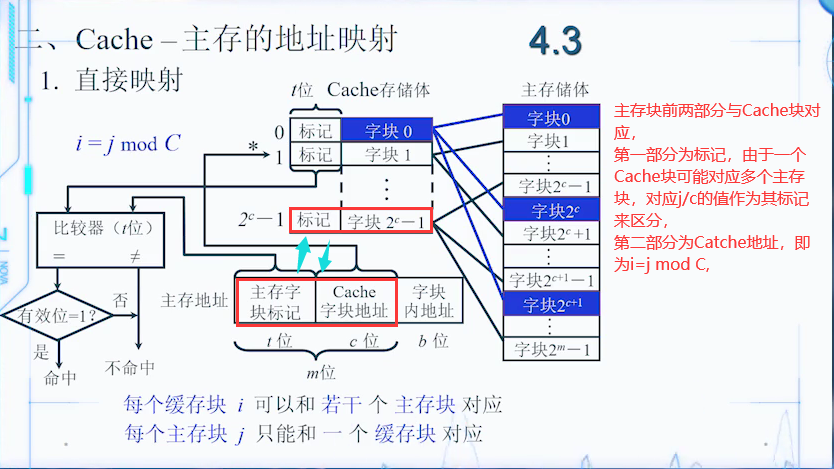 二、Cache – 主存的地址映射
4.3
1. 直接映射
t位 Cache存储体
主存储体
i = j mod C
0 标记 字块 0
* 1 标记 字块 1
⋮
2ᶜ－1 标记 字块 2ᶜ－1
字块0
字块1
⋮
字块2ᶜ－1
字块2ᶜ
字块2ᶜ+1
⋮
字块2ᶜ⁺¹－1
字块2ᶜ⁺¹
⋮
字块2ᵐ－1
主存块前两部分与Cache块对
应，
第一部分为标记，由于一个
Cache块可能对应多个主存
块，对应j/c的值作为其标记
来区分，
第二部分为Catche地址，即
为i=j mod C,
比较器（t位）
= ≠
有效位=1？
否
是
命中
不命中
主存地址
主存字
块标记
Cache
字块地址
字块
内地址
t 位 c 位 b 位
m位
每个缓存块 i 可以和 若干 个 主存块 对应
每个主存块 j 只能和 一 个 缓存块 对应